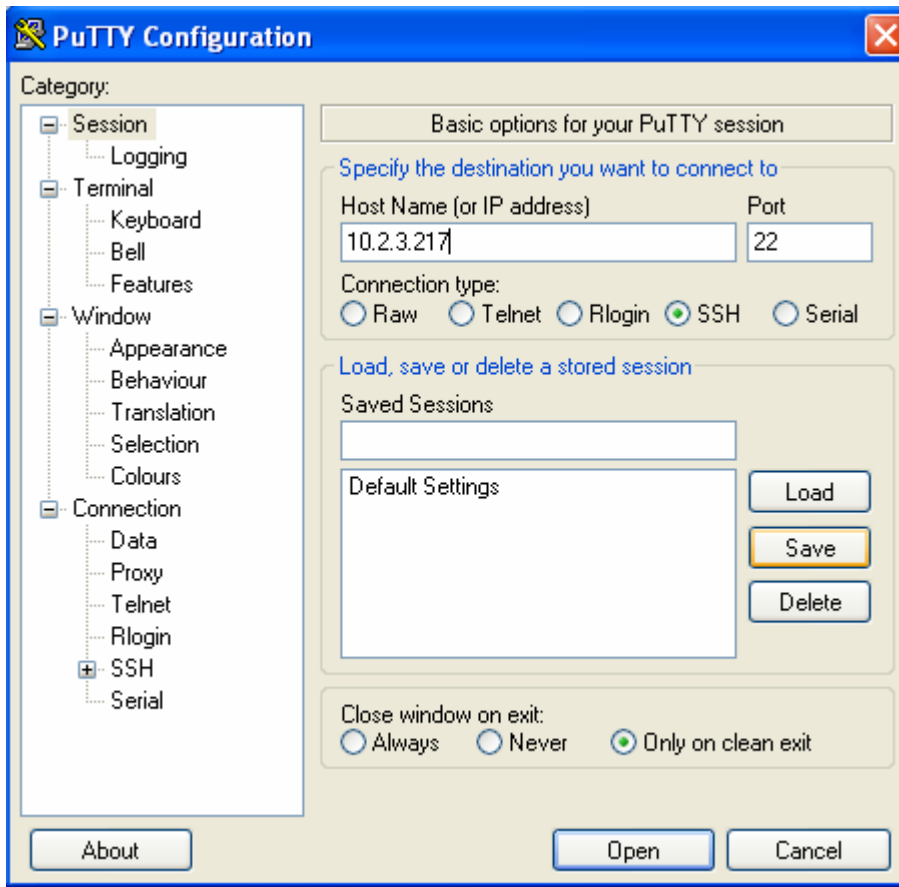 PuTTY Configuration
Category:
Session
Logging
Terminal
Keyboard
Bell
Features
Window
Appearance
Behaviour
Translation
Selection
Colours
Connection
Data
Proxy
Telnet
Rlogin
SSH
Serial
Basic options for your PuTTY session
Specify the destination you want to connect to
Host Name (or IP address) Port
10.2.3.217 22
Connection type:
Raw Telnet Rlogin SSH Serial
Load, save or delete a stored session
Saved Sessions
Default Settings
Load
Save
Delete
Close window on exit:
Always Never Only on clean exit
About Open Cancel